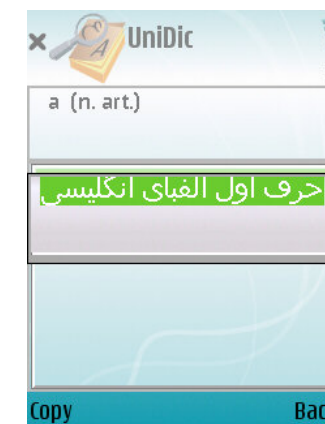 UniDic
a (n. art.)
حرف اول الفبای انگلیسی
Copy